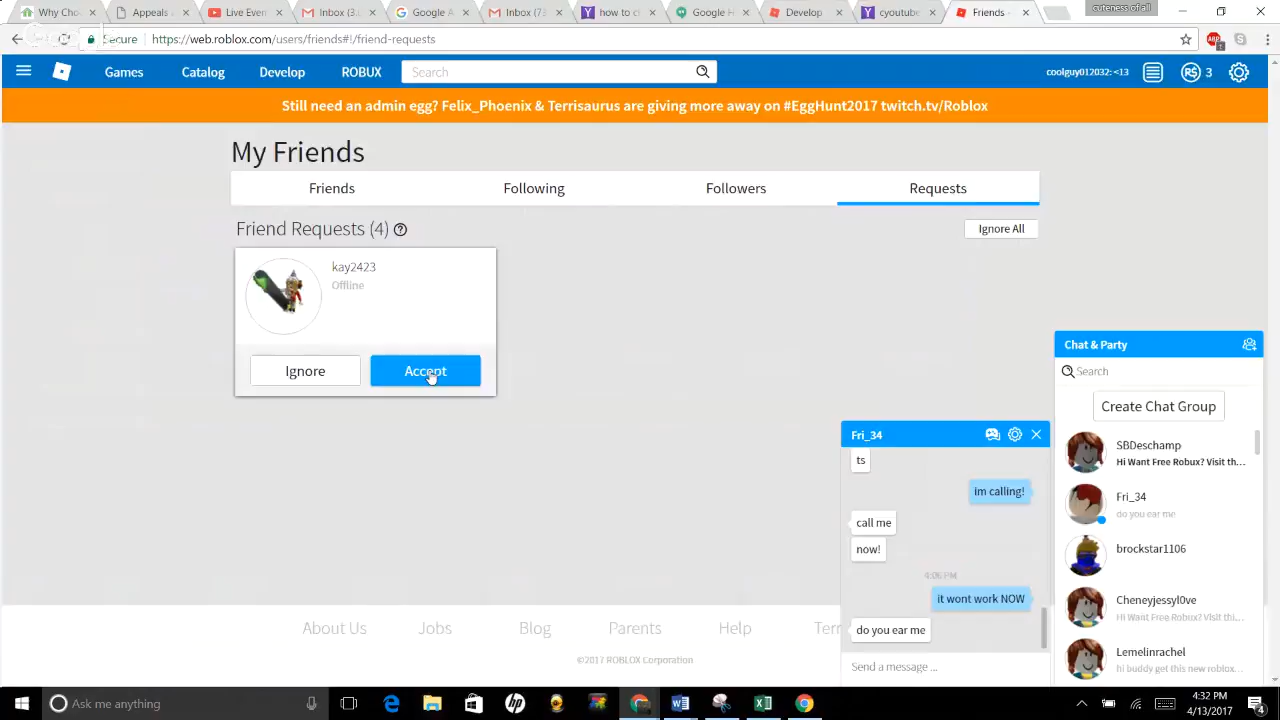 Why Cho
Appeals
Live Even
Inbox (3
Google A
Inbox (7
how to c
Google H
Develop
cyoutube
Friends -
cuteness of all
Secure
https://web.roblox.com/users/friends#!/friend-requests
Games Catalog Develop ROBUX Search coolguy012032: <13 R$ 3
Still need an admin egg? Felix_Phoenix & Terrisaurus are giving more away on #EggHunt2017 twitch.tv/Roblox
My Friends
Friends Following Followers Requests
Friend Requests (4)
Ignore All
kay2423
Offline
Ignore Accept
Chat & Party
Search
Create Chat Group
SBDeschamp
Hi Want Free Robux? Visit th...
Fri_34
do you ear me
brockstar1106
Cheneyjessyl0ve
Hi Want Free Robux? Visit th...
Lemelinrachel
hi buddy get this new roblox...
Fri_34
ts
im calling!
call me
now!
4:06 PM
it wont work NOW
do you ear me
Send a message ...
About Us Jobs Blog Parents Help Terr
©2017 ROBLOX Corporation
Ask me anything
4:32 PM
4/13/2017
4